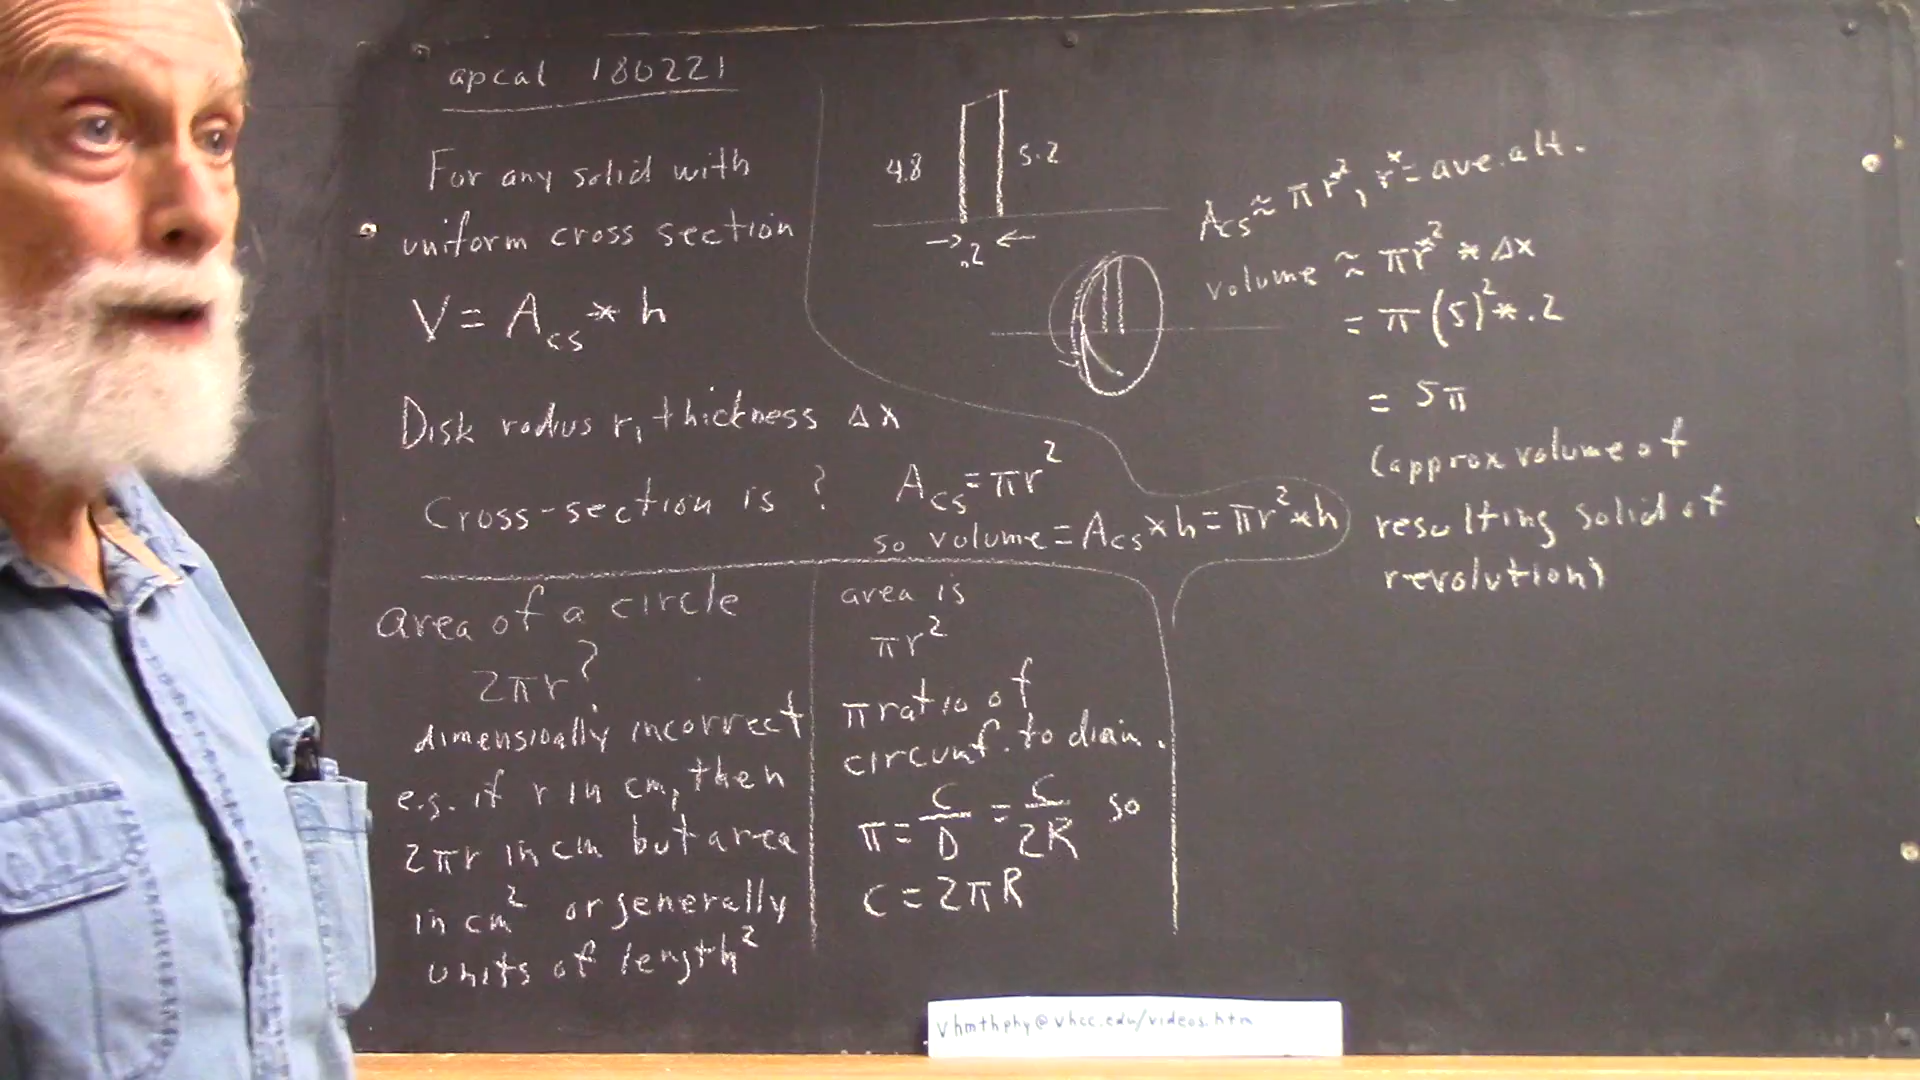 apcal 180221
For any solid with
uniform cross section
V = A_cs * h
Disk radius r, thickness Δx
Cross-section is ? A_cs = πr²
so volume = A_cs * h = πr² * h
area of a circle
2πr?
dimensionally incorrect
e.g. if r in cm, then
2πr in cm but area
in cm² or generally
units of length²
area is
πr²
π ratio of
circumf. to diam.
π = C/D = C/2R so
C = 2πR
4.8
5.2
→ .2 ←
A_cs ≈ πr*², r* = ave. alt.
volume ≈ πr*² * Δx
= π(5)² * .2
= 5π
(approx volume of
resulting solid of
revolution)
vhmthphy@vhcc.edu/videos.htm